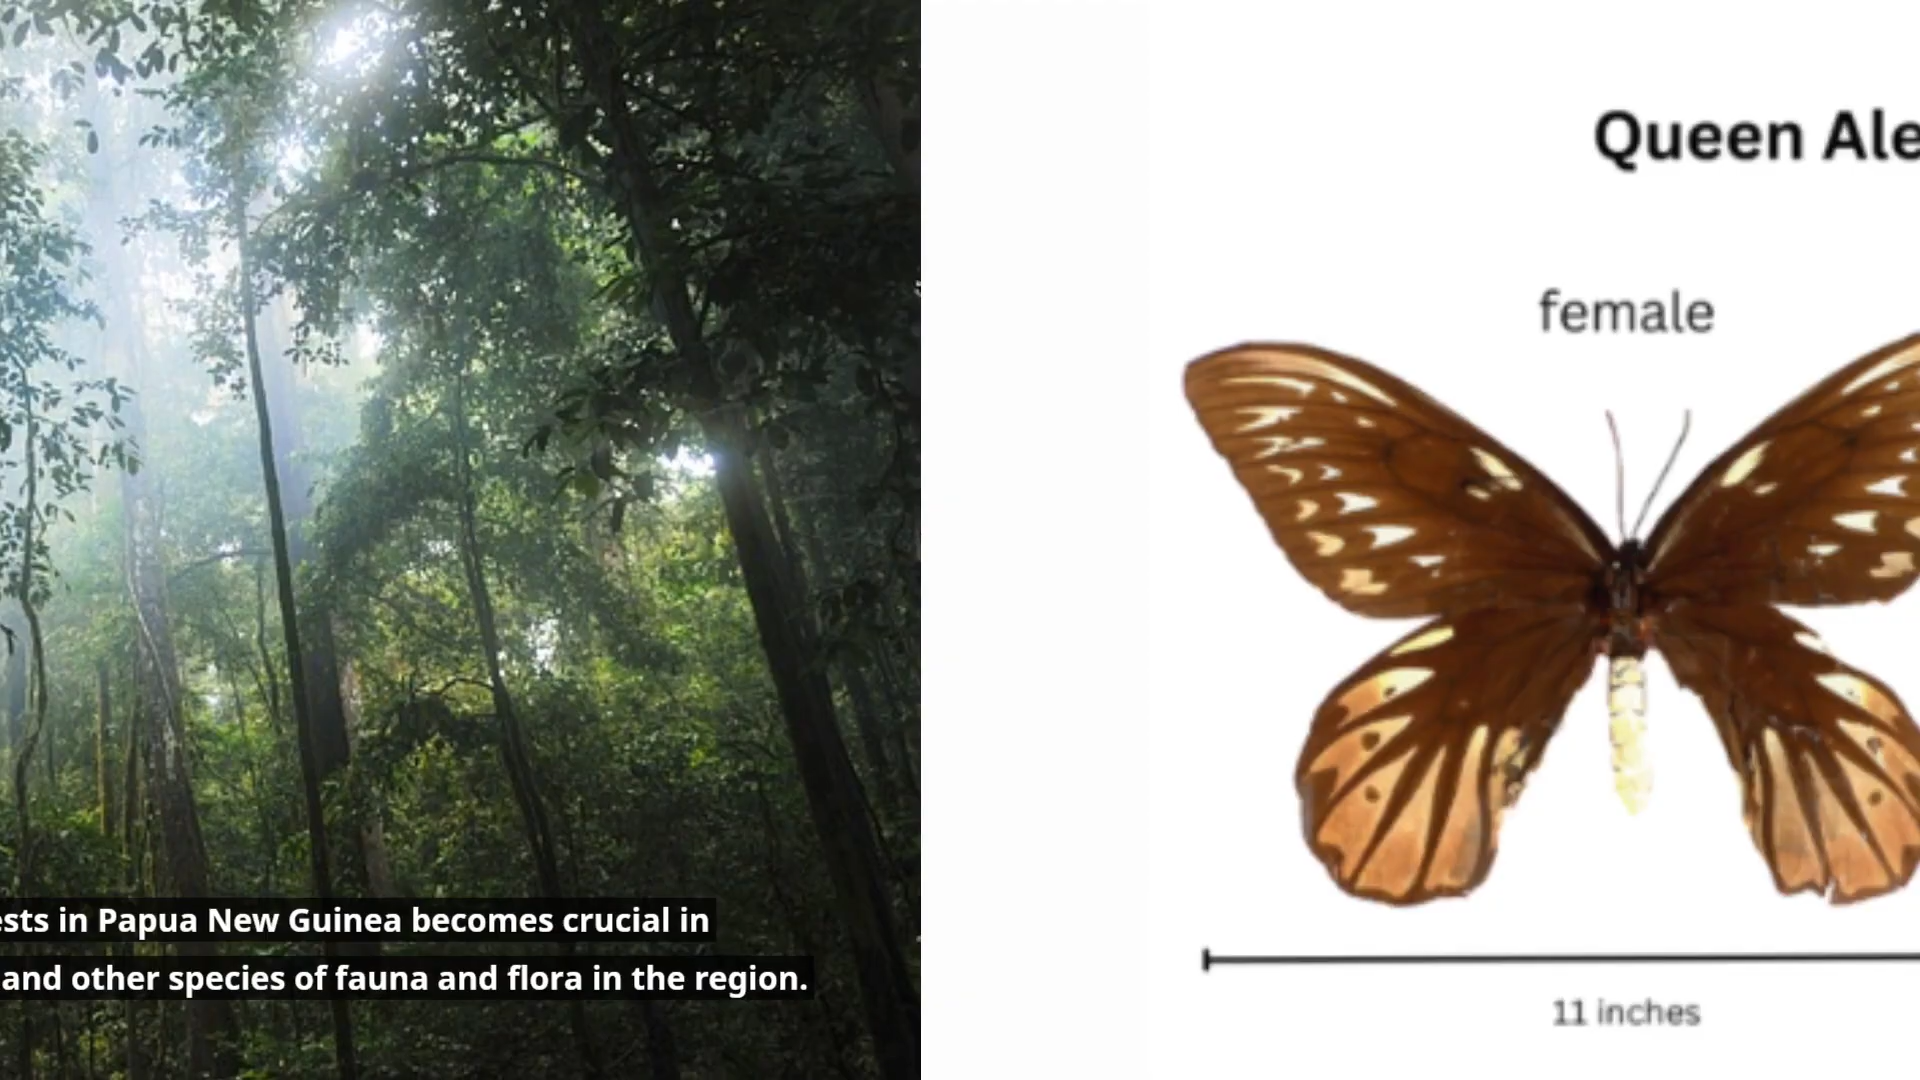 ests in Papua New Guinea becomes crucial in
and other species of fauna and flora in the region.
Queen Ale
female
11 inches